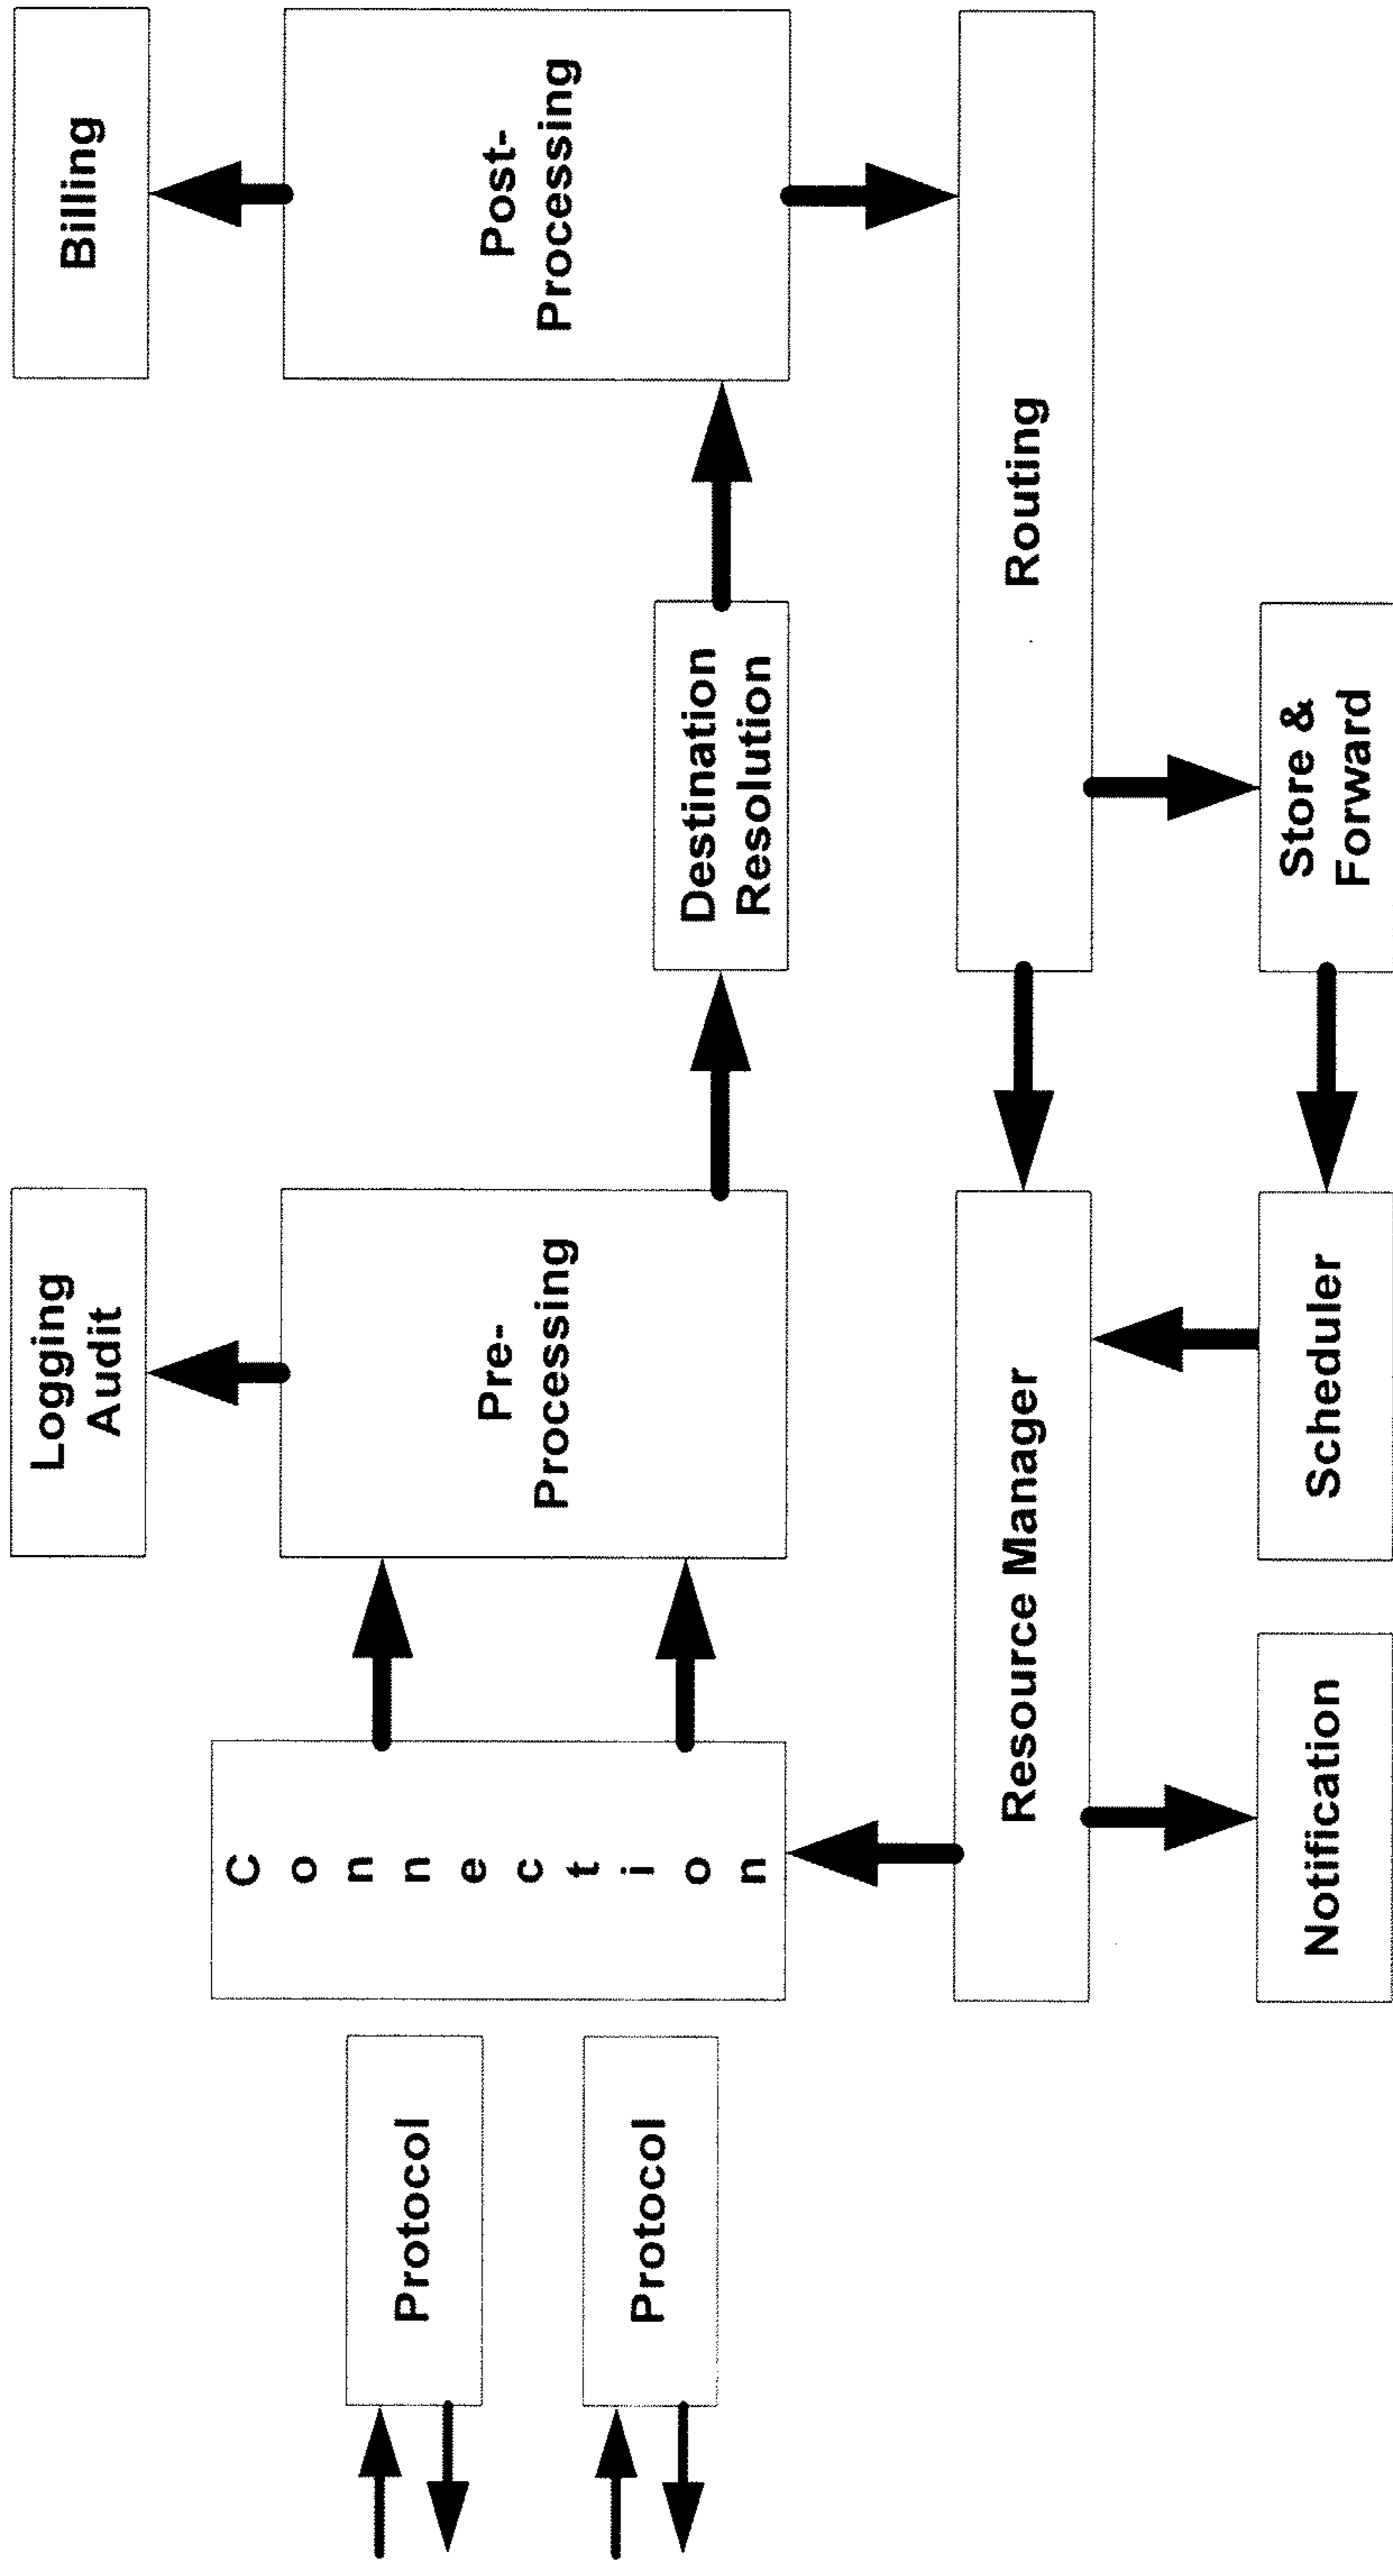 Logging
Audit
Billing
Protocol
Protocol
C
o
n
n
e
c
t
i
o
n
Pre-
Processing
Destination
Resolution
Post-
Processing
Resource Manager
Routing
Notification
Scheduler
Store &
Forward